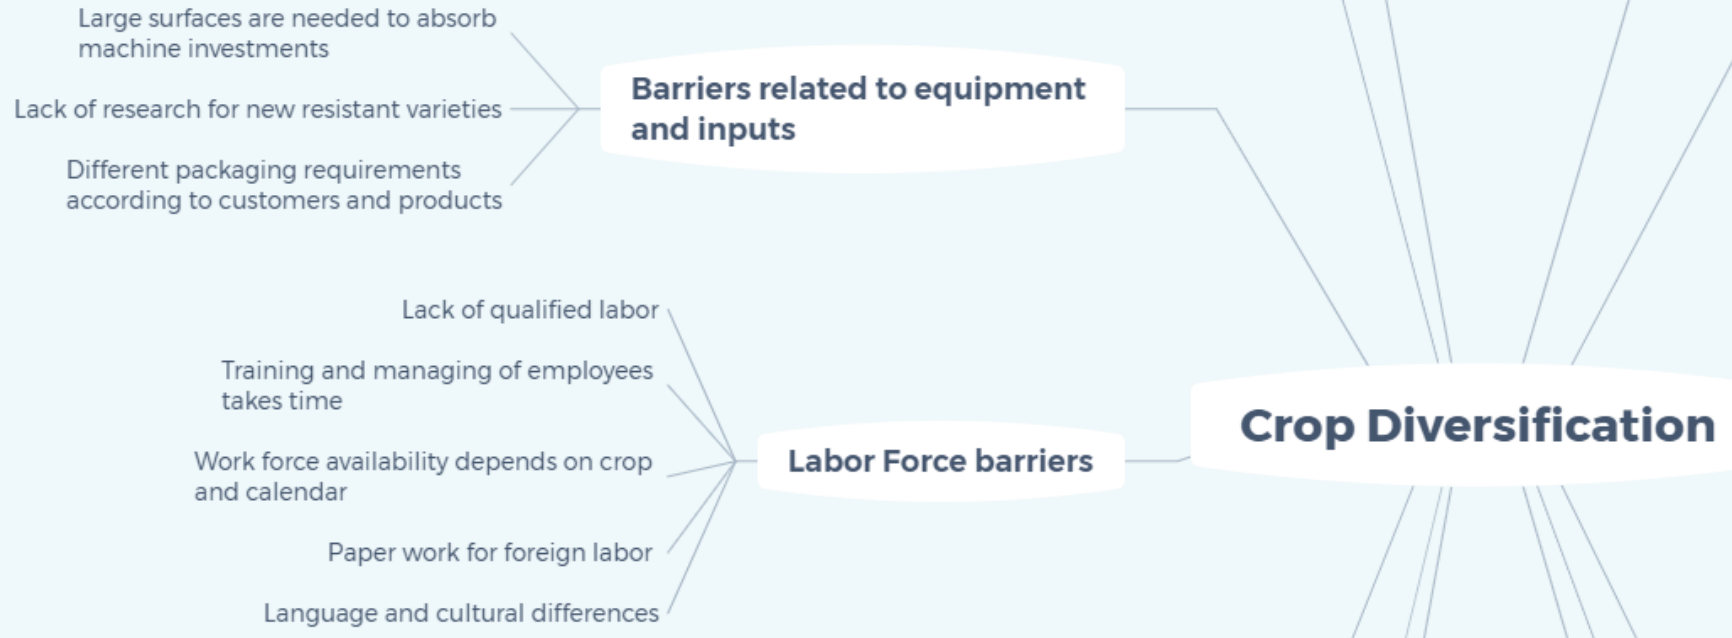 Large surfaces are needed to absorb
machine investments
Lack of research for new resistant varieties
Different packaging requirements
according to customers and products
Barriers related to equipment
and inputs
Lack of qualified labor
Training and managing of employees
takes time
Work force availability depends on crop
and calendar
Paper work for foreign labor
Language and cultural differences
Labor Force barriers
Crop Diversification